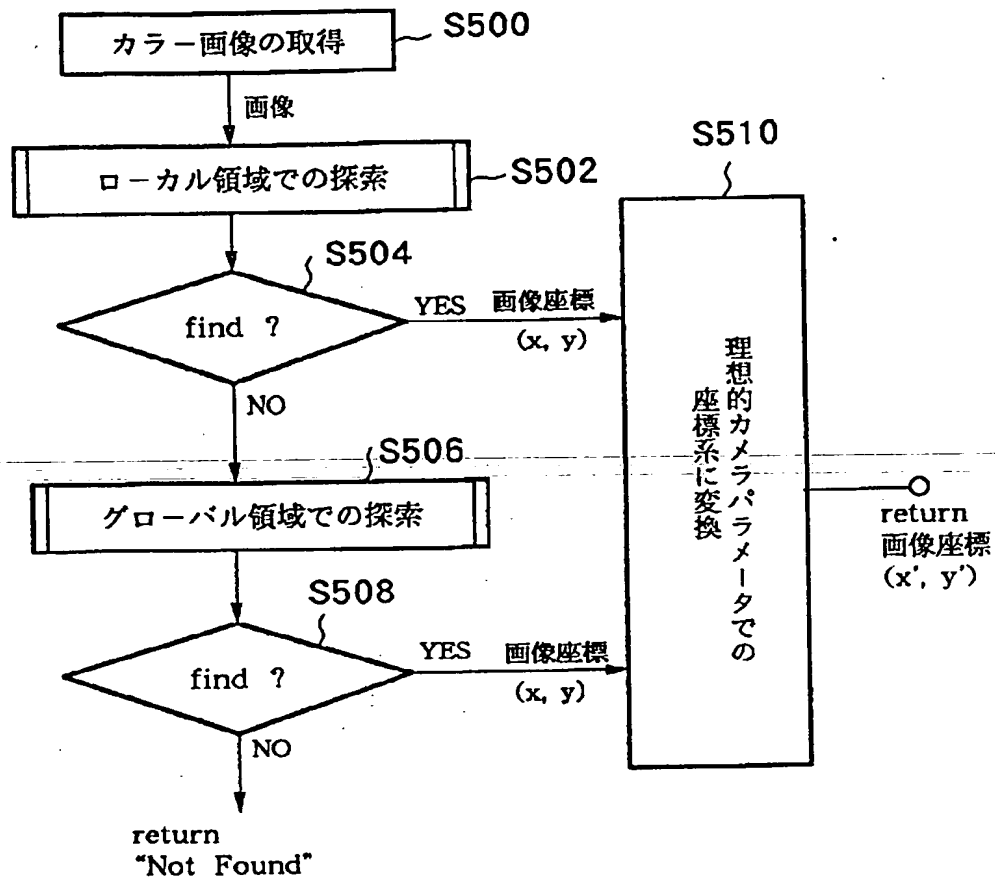 カラー画像の取得
S500
画像
ローカル領域での探索
S502
S504
find ?
YES 画像座標
(x, y)
NO
S506
グローバル領域での探索
S508
find ?
YES 画像座標
(x, y)
NO
return
“Not Found”
S510
理想的カメラパラメータでの
座標系に変換
return
画像座標
(x', y')